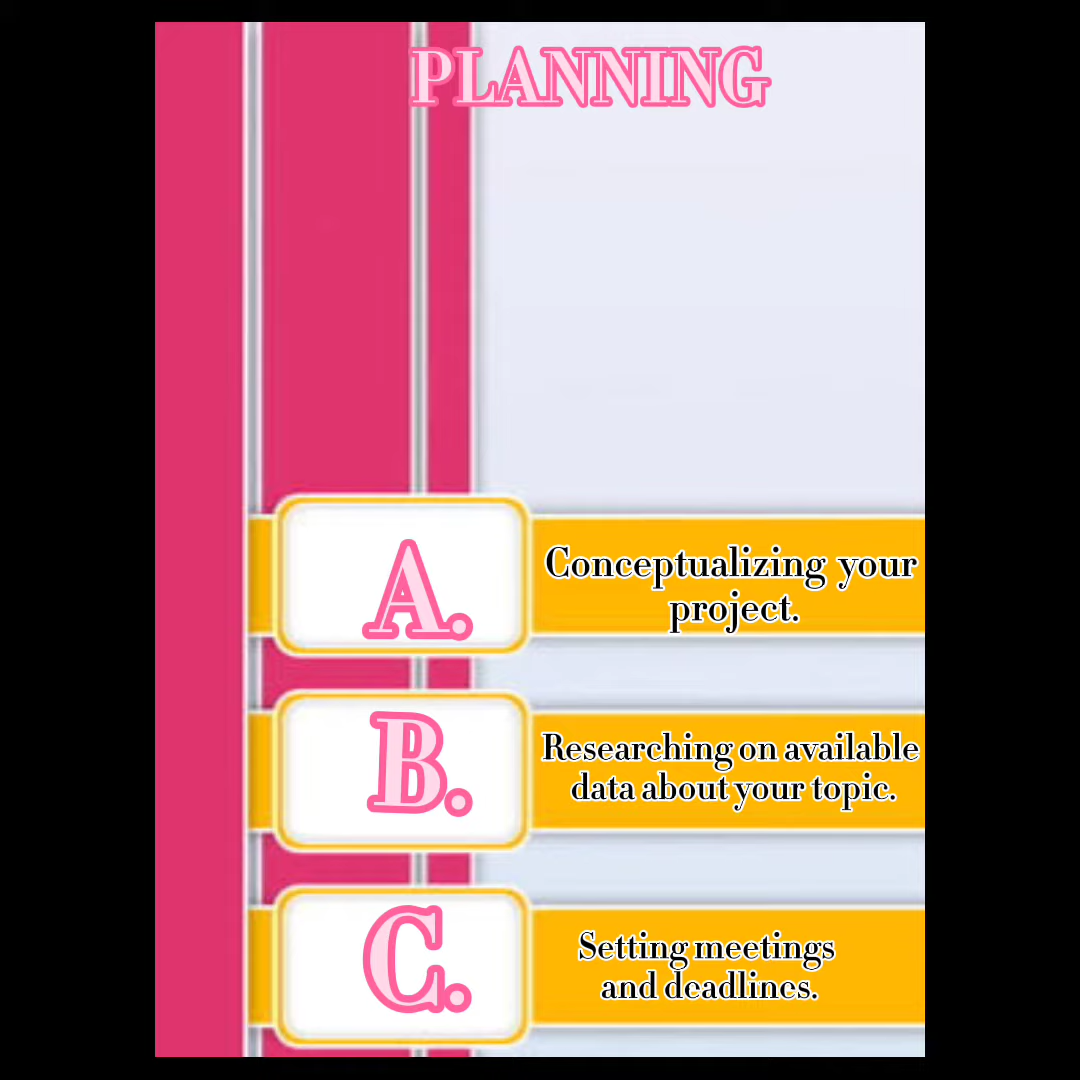 PLANNING
A.
Conceptualizing your
project.
B.
Researching on available
data about your topic.
C.
Setting meetings
and deadlines.